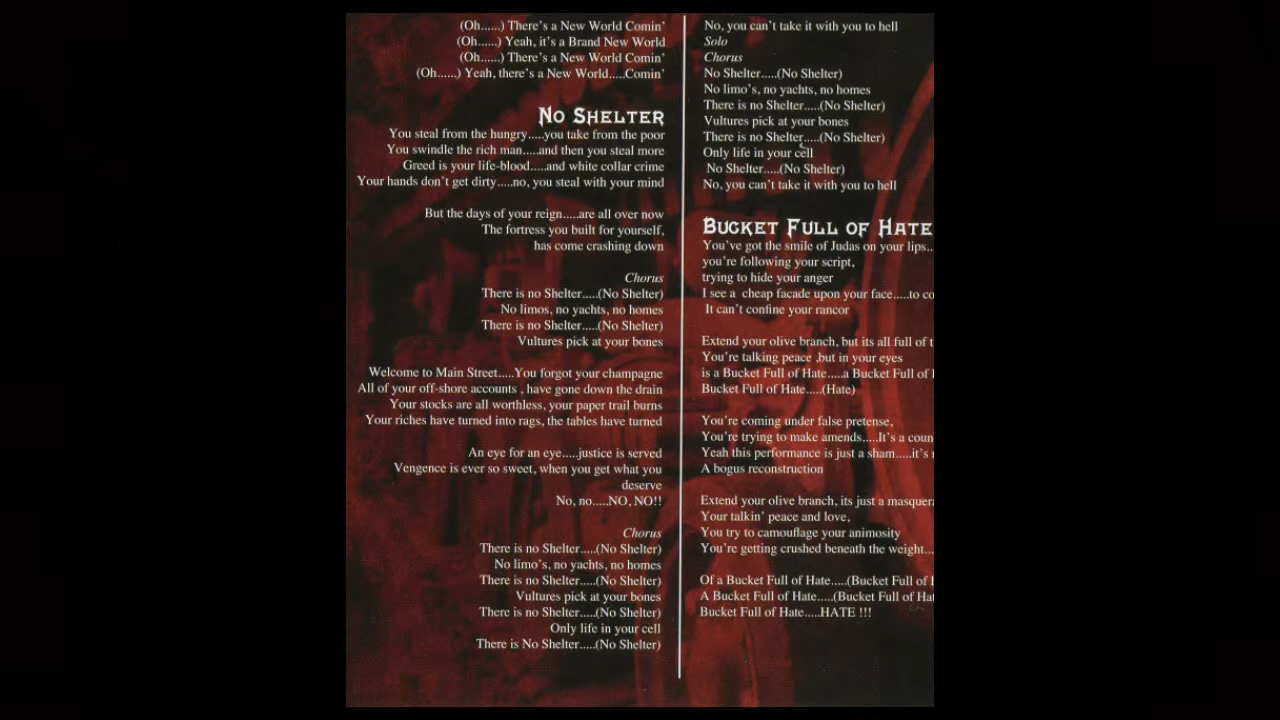 (Oh......) There's a New World Comin'
(Oh......) Yeah, it's a Brand New World
(Oh......) There's a New World Comin'
(Oh......) Yeah, there's a New World.....Comin'
No Shelter
You steal from the hungry.....you take from the poor
You swindle the rich man.....and then you steal more
Greed is your life-blood.....and white collar crime
Your hands don't get dirty.....no, you steal with your mind
But the days of your reign.....are all over now
The fortress you built for yourself,
has come crashing down
Chorus
There is no Shelter.....(No Shelter)
No limos, no yachts, no homes
There is no Shelter.....(No Shelter)
Vultures pick at your bones
Welcome to Main Street.....You forgot your champagne
All of your off-shore accounts , have gone down the drain
Your stocks are all worthless, your paper trail burns
Your riches have turned into rags, the tables have turned
An eye for an eye.....justice is served
Vengence is ever so sweet, when you get what you
deserve
No, no.....NO, NO!!
Chorus
There is no Shelter.....(No Shelter)
No limo's, no yachts, no homes
There is no Shelter.....(No Shelter)
Vultures pick at your bones
There is no Shelter.....(No Shelter)
Only life in your cell
There is No Shelter.....(No Shelter)
No, you can't take it with you to hell
Solo
Chorus
No Shelter.....(No Shelter)
No limo's, no yachts, no homes
There is no Shelter.....(No Shelter)
Vultures pick at your bones
There is no Shelter.....(No Shelter)
Only life in your cell
No Shelter.....(No Shelter)
No, you can't take it with you to hell
Bucket Full of Hate
You've got the smile of Judas on your lips..
you're following your script,
trying to hide your anger
I see a cheap facade upon your face.....to co
It can't confine your rancor
Extend your olive branch, but its all full of t
You're talking peace ,but in your eyes
is a Bucket Full of Hate.....a Bucket Full of
Bucket Full of Hate.....(Hate)
You're coming under false pretense,
You're trying to make amends.....It's a coun
Yeah this performance is just a sham.....it's
A bogus reconstruction
Extend your olive branch, its just a masquera
Your talkin' peace and love,
You try to camouflage your animosity
You're getting crushed beneath the weight...
Of a Bucket Full of Hate.....(Bucket Full of
A Bucket Full of Hate.....(Bucket Full of Hat
Bucket Full of Hate.....HATE !!!